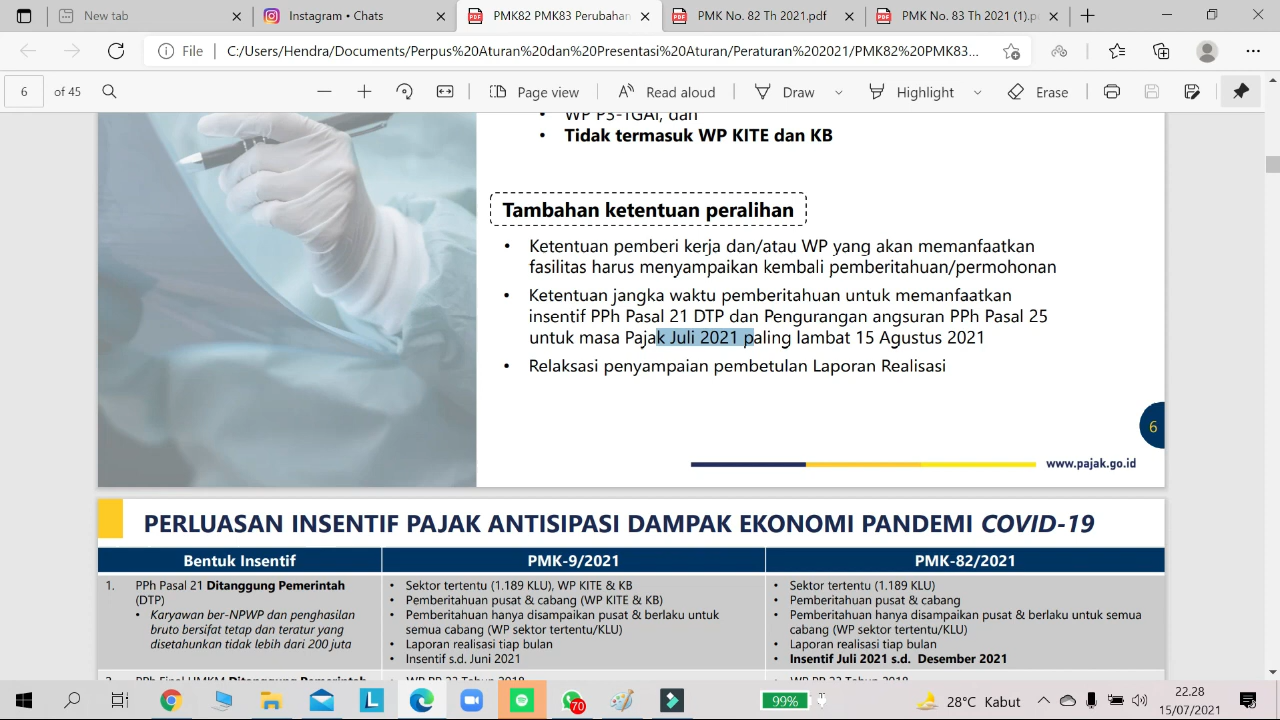 New tab
Instagram • Chats
PMK82 PMK83 Perubahan
PMK No. 82 Th 2021.pdf
PMK No. 83 Th 2021 (1).p
File
C:/Users/Hendra/Documents/Perpus%20Aturan%20dan%20Presentasi%20Aturan/Peraturan%202021/PMK82%20PMK83...
6 of 45
Page view
Read aloud
Draw
Highlight
Erase
• WP P3-TGAI, dan
• Tidak termasuk WP KITE dan KB
Tambahan ketentuan peralihan
• Ketentuan pemberi kerja dan/atau WP yang akan memanfaatkan
fasilitas harus menyampaikan kembali pemberitahuan/permohonan
• Ketentuan jangka waktu pemberitahuan untuk memanfaatkan
insentif PPh Pasal 21 DTP dan Pengurangan angsuran PPh Pasal 25
untuk masa Pajak Juli 2021 paling lambat 15 Agustus 2021
• Relaksasi penyampaian pembetulan Laporan Realisasi
6
www.pajak.go.id
PERLUASAN INSENTIF PAJAK ANTISIPASI DAMPAK EKONOMI PANDEMI COVID-19
Bentuk Insentif
PMK-9/2021
PMK-82/2021
1. PPh Pasal 21 Ditanggung Pemerintah
(DTP)
• Karyawan ber-NPWP dan penghasilan
bruto bersifat tetap dan teratur yang
disetahunkan tidak lebih dari 200 juta
• Sektor tertentu (1.189 KLU), WP KITE & KB
• Pemberitahuan pusat & cabang (WP KITE & KB)
• Pemberitahuan hanya disampaikan pusat & berlaku untuk
semua cabang (WP sektor tertentu/KLU)
• Laporan realisasi tiap bulan
• Insentif s.d. Juni 2021
• Sektor tertentu (1.189 KLU)
• Pemberitahuan pusat & cabang
• Pemberitahuan hanya disampaikan pusat & berlaku untuk semua
cabang (WP sektor tertentu/KLU)
• Laporan realisasi tiap bulan
• Insentif Juli 2021 s.d. Desember 2021
70
99%
28°C Kabut
22.28
15/07/2021